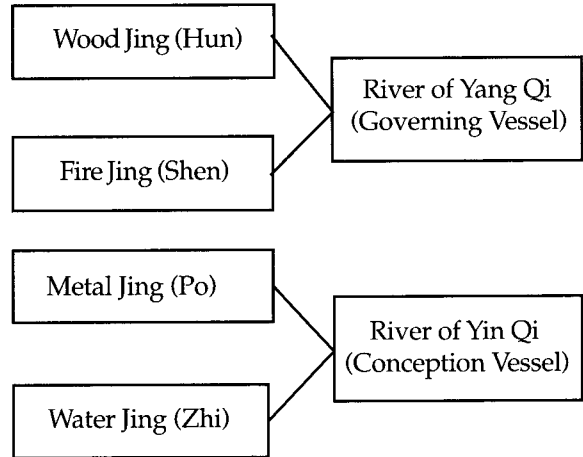 Wood Jing (Hun)
River of Yang Qi
(Governing Vessel)
Fire Jing (Shen)
Metal Jing (Po)
River of Yin Qi
(Conception Vessel)
Water Jing (Zhi)